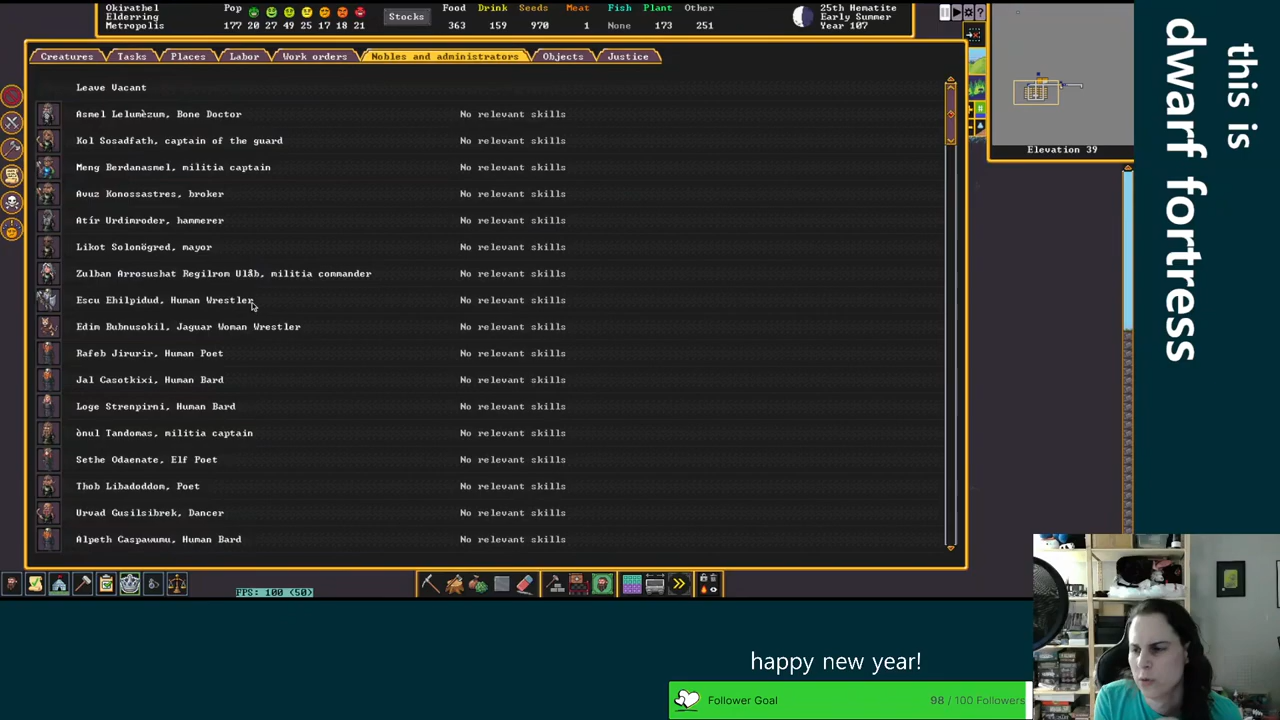 Okirathel
Elderring
Metropolis
Pop
177 20 27 49 25 17 18 21
Stocks
Food Drink Seeds Meat Fish Plant Other
363 159 970 1 None 173 251
25th Hematite
Early Summer
Year 107
Creatures Tasks Places Labor Work orders Nobles and administrators Objects Justice
Leave Vacant
Asmel Lelumèzum, Bone Doctor No relevant skills
Kol Sosadfath, captain of the guard No relevant skills
Meng Berdanasmel, militia captain No relevant skills
Avuz Konossastres, broker No relevant skills
Atír Urdimroder, hammerer No relevant skills
Likot Solonögred, mayor No relevant skills
Zulban Arrosushat Regilrom Ulâb, militia commander No relevant skills
Escu Ehilpidud, Human Wrestler No relevant skills
Edim Bubnusokil, Jaguar Woman Wrestler No relevant skills
Rafeb Jirurir, Human Poet No relevant skills
Jal Casotkixi, Human Bard No relevant skills
Loge Strenpirni, Human Bard No relevant skills
ònul Tandomas, militia captain No relevant skills
Sethe Odaenate, Elf Poet No relevant skills
Thob Libadoddom, Poet No relevant skills
Urvad Gusilsibrek, Dancer No relevant skills
Alpeth Caspawumu, Human Bard No relevant skills
FPS: 100 (50)
Elevation 39
this is
dwarf fortress
happy new year!
Follower Goal 98 / 100 Followers